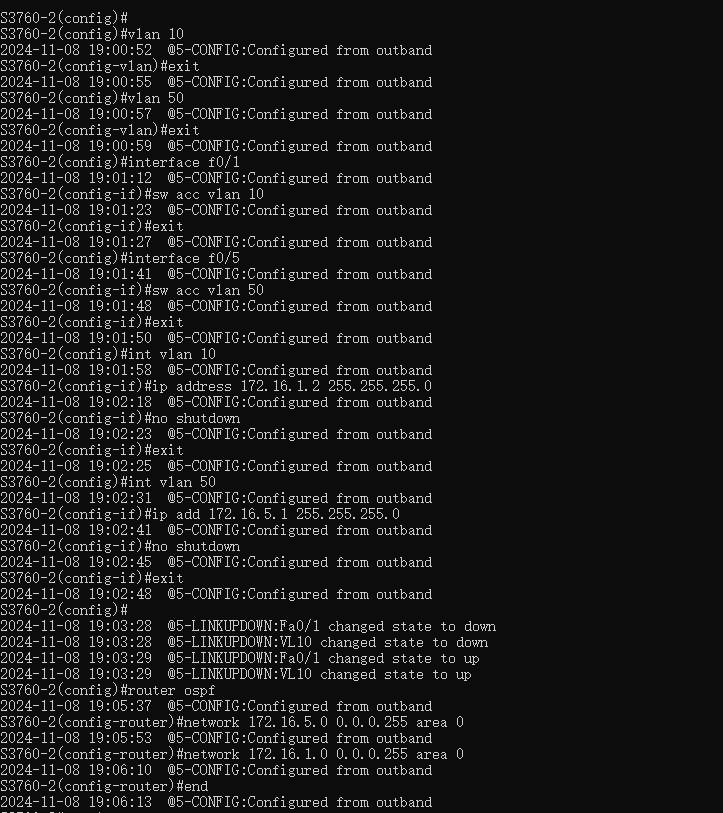 S3760-2(config)#
S3760-2(config)#vlan 10
2024-11-08 19:00:52  @5-CONFIG:Configured from outband
S3760-2(config-vlan)#exit
2024-11-08 19:00:55  @5-CONFIG:Configured from outband
S3760-2(config)#vlan 50
2024-11-08 19:00:57  @5-CONFIG:Configured from outband
S3760-2(config-vlan)#exit
2024-11-08 19:00:59  @5-CONFIG:Configured from outband
S3760-2(config)#interface f0/1
2024-11-08 19:01:12  @5-CONFIG:Configured from outband
S3760-2(config-if)#sw acc vlan 10
2024-11-08 19:01:23  @5-CONFIG:Configured from outband
S3760-2(config-if)#exit
2024-11-08 19:01:27  @5-CONFIG:Configured from outband
S3760-2(config)#interface f0/5
2024-11-08 19:01:41  @5-CONFIG:Configured from outband
S3760-2(config-if)#sw acc vlan 50
2024-11-08 19:01:48  @5-CONFIG:Configured from outband
S3760-2(config-if)#exit
2024-11-08 19:01:50  @5-CONFIG:Configured from outband
S3760-2(config)#int vlan 10
2024-11-08 19:01:58  @5-CONFIG:Configured from outband
S3760-2(config-if)#ip address 172.16.1.2 255.255.255.0
2024-11-08 19:02:18  @5-CONFIG:Configured from outband
S3760-2(config-if)#no shutdown
2024-11-08 19:02:23  @5-CONFIG:Configured from outband
S3760-2(config-if)#exit
2024-11-08 19:02:25  @5-CONFIG:Configured from outband
S3760-2(config)#int vlan 50
2024-11-08 19:02:31  @5-CONFIG:Configured from outband
S3760-2(config-if)#ip add 172.16.5.1 255.255.255.0
2024-11-08 19:02:41  @5-CONFIG:Configured from outband
S3760-2(config-if)#no shutdown
2024-11-08 19:02:45  @5-CONFIG:Configured from outband
S3760-2(config-if)#exit
2024-11-08 19:02:48  @5-CONFIG:Configured from outband
S3760-2(config)#
2024-11-08 19:03:28  @5-LINKUPDOWN:Fa0/1 changed state to down
2024-11-08 19:03:28  @5-LINKUPDOWN:VL10 changed state to down
2024-11-08 19:03:29  @5-LINKUPDOWN:Fa0/1 changed state to up
2024-11-08 19:03:29  @5-LINKUPDOWN:VL10 changed state to up
S3760-2(config)#router ospf
2024-11-08 19:05:37  @5-CONFIG:Configured from outband
S3760-2(config-router)#network 172.16.5.0 0.0.0.255 area 0
2024-11-08 19:05:53  @5-CONFIG:Configured from outband
S3760-2(config-router)#network 172.16.1.0 0.0.0.255 area 0
2024-11-08 19:06:10  @5-CONFIG:Configured from outband
S3760-2(config-router)#end
2024-11-08 19:06:13  @5-CONFIG:Configured from outband